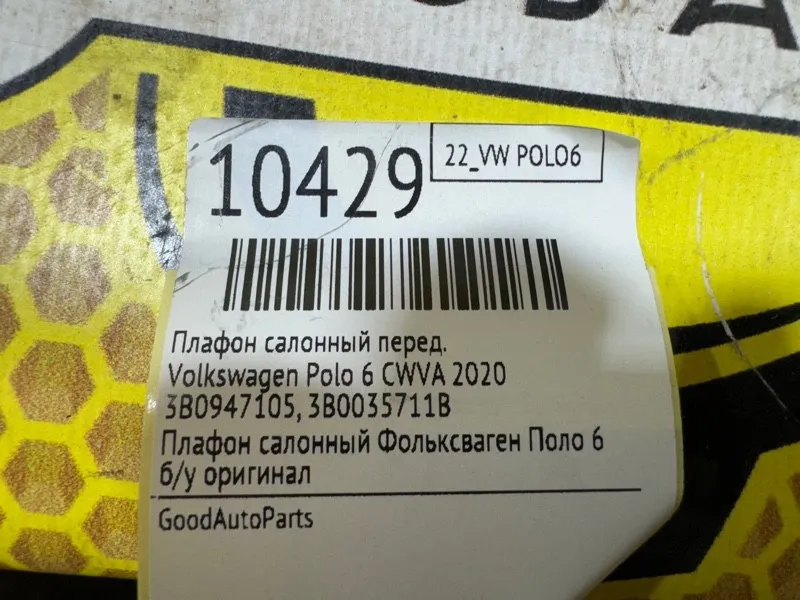 10429
22_VW POLO6
Плафон салонный перед.
Volkswagen Polo 6 CWVA 2020
3B0947105, 3B0035711B
Плафон салонный Фольксваген Поло 6
б/у оригинал
GoodAutoParts